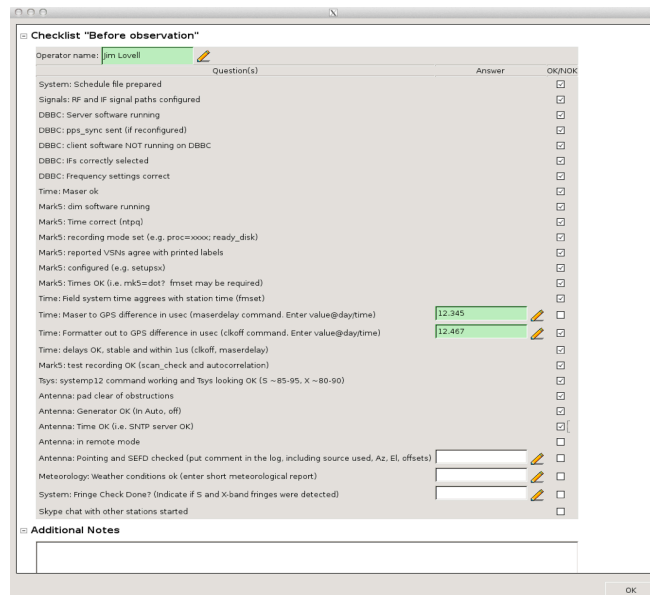 X
Checklist "Before observation"
Operator name: Jim Lovell
Question(s) Answer OK/NOK
System: Schedule file prepared
Signals: RF and IF signal paths configured
DBBC: Server software running
DBBC: pps_sync sent (if reconfigured)
DBBC: client software NOT running on DBBC
DBBC: IFs correctly selected
DBBC: Frequency settings correct
Time: Maser ok
Mark5: dim software running
Mark5: Time correct (ntpq)
Mark5: recording mode set (e.g. proc=xxxx; ready_disk)
Mark5: reported VSNs agree with printed labels
Mark5: configured (e.g. setupsx)
Mark5: Times OK (i.e. mk5=dot? fmset may be required)
Time: Field system time aggrees with station time (fmset)
Time: Maser to GPS difference in usec (maserdelay command. Enter value@day/time) 12.345
Time: Formatter out to GPS difference in usec (clkoff command. Enter value@day/time) 12.467
Time: delays OK, stable and within 1us (clkoff, maserdelay)
Mark5: test recording OK (scan_check and autocorrelation)
Tsys: systemp12 command working and Tsys looking OK (S ~85-95, X ~80-90)
Antenna: pad clear of obstructions
Antenna: Generator OK (In Auto, off)
Antenna: Time OK (i.e. SNTP server OK)
Antenna: in remote mode
Antenna: Pointing and SEFD checked (put comment in the log, including source used, Az, El, offsets)
Meteorology: Weather conditions ok (enter short meteorological report)
System: Fringe Check Done? (Indicate if S and X-band fringes were detected)
Skype chat with other stations started
Additional Notes
OK